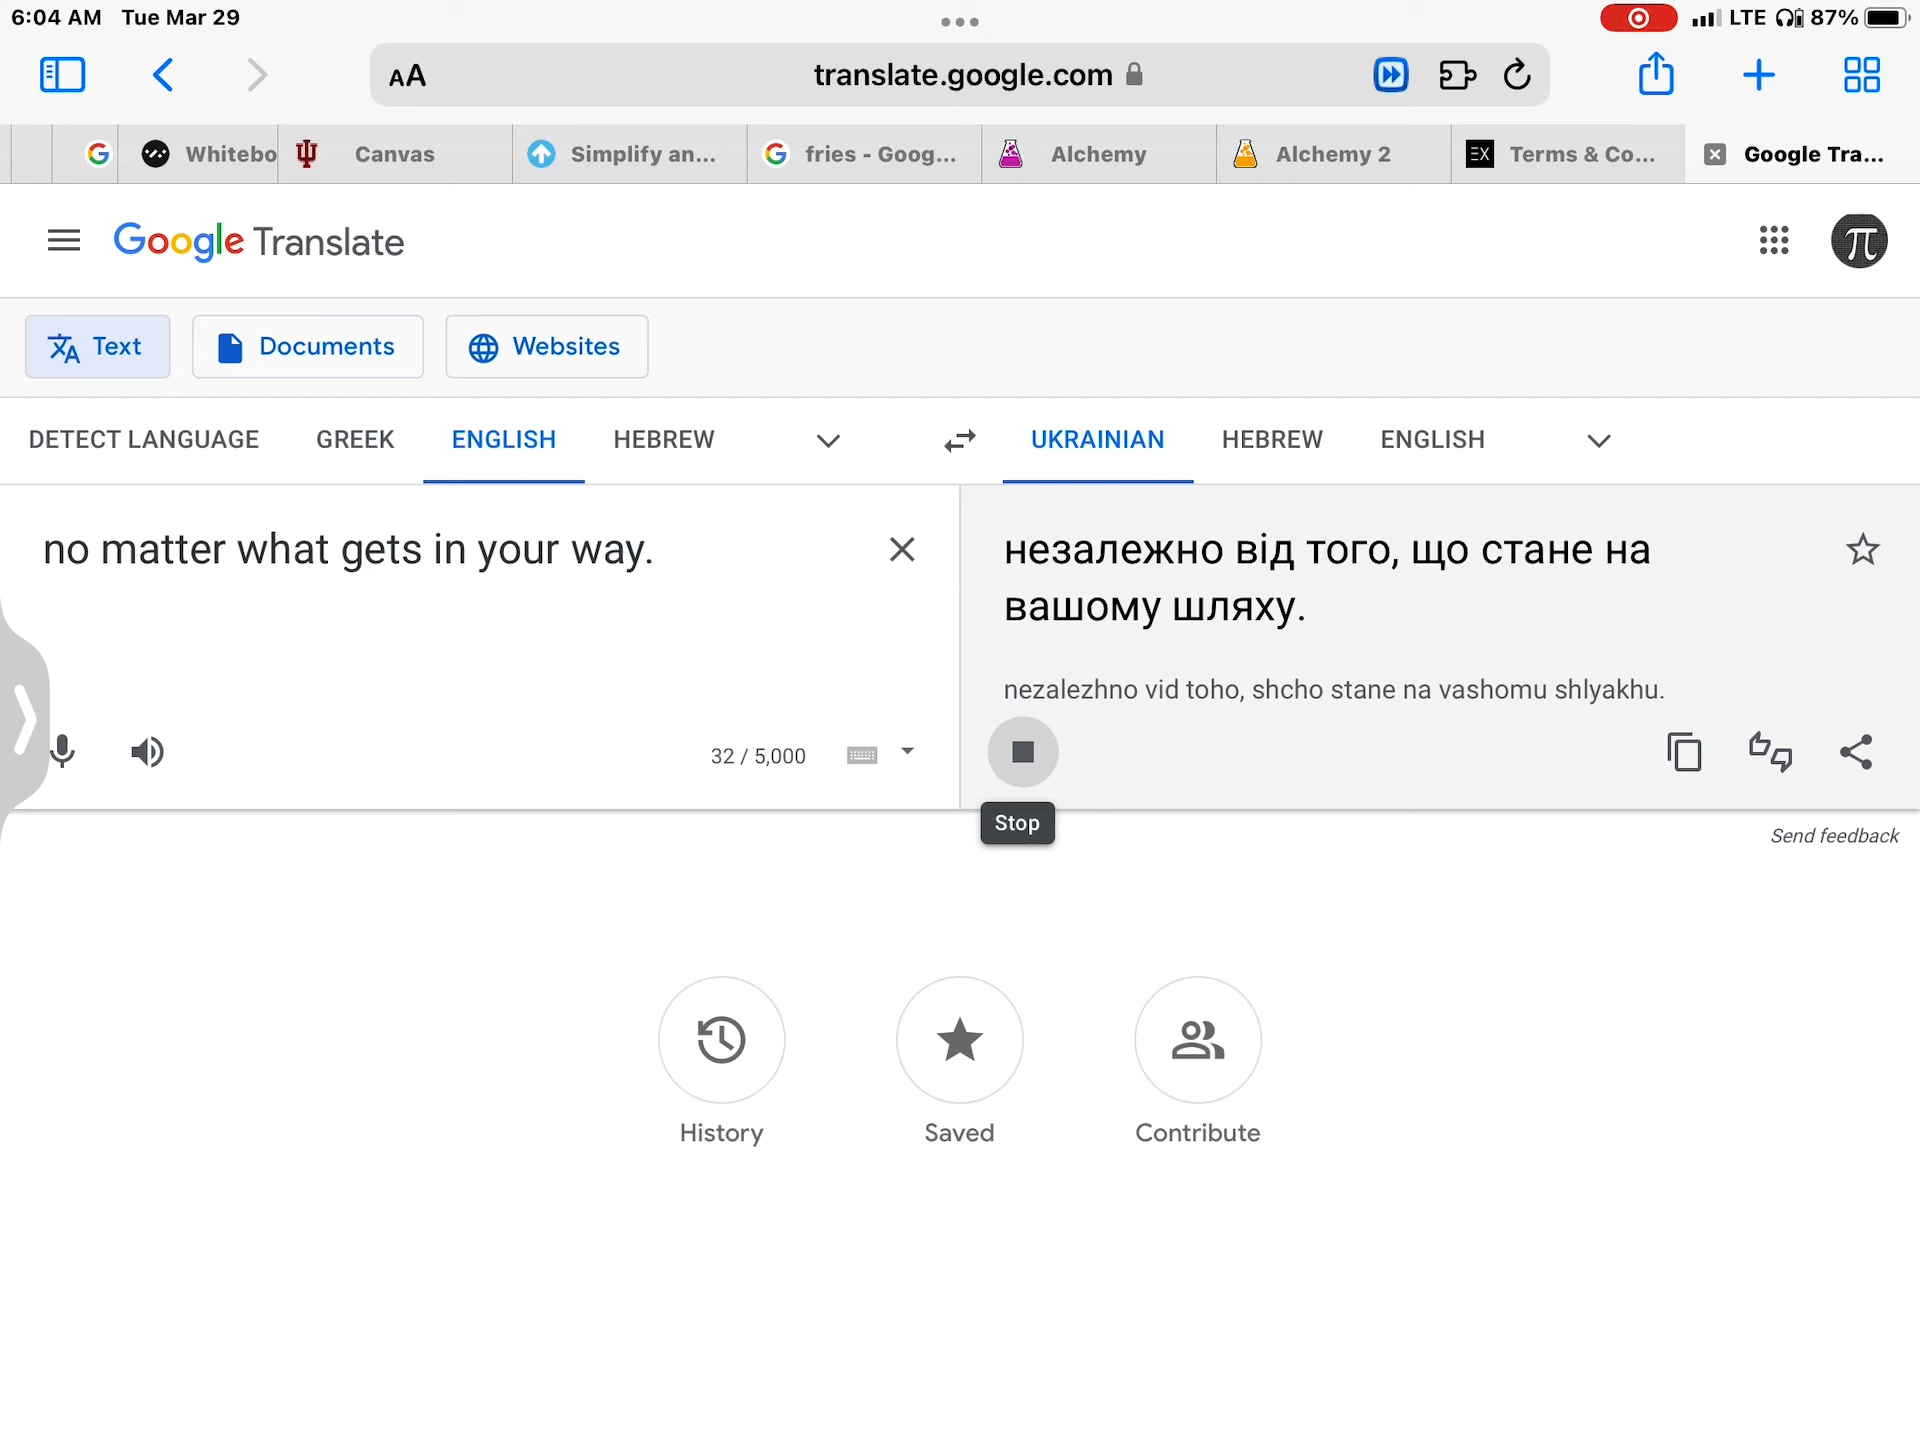 6:04 AM Tue Mar 29
LTE 87%
AA translate.google.com
Whitebo Canvas Simplify an... fries - Goog... Alchemy Alchemy 2 EX Terms & Co... Google Tra...
Google Translate
Text Documents Websites
DETECT LANGUAGE GREEK ENGLISH HEBREW UKRAINIAN HEBREW ENGLISH
no matter what gets in your way.
незалежно від того, що стане на
вашому шляху.
nezalezhno vid toho, shcho stane na vashomu shlyakhu.
32 / 5,000
Stop
Send feedback
History Saved Contribute